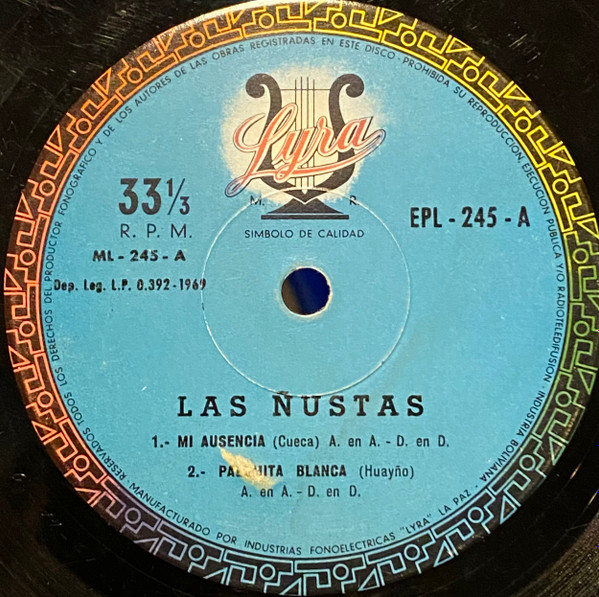 RESERVADOS TODOS LOS DERECHOS DEL PRODUCTOR FONOGRAFICO Y DE LOS AUTORES DE LAS OBRAS REGISTRADAS EN ESTE DISCO - PROHIBIDA SU REPRODUCCION, EJECUCION PUBLICA Y/O RADIOTELEDIFUSION, INDUSTRIA BOLIVIANA
Lyra
M. R
SIMBOLO DE CALIDAD
33 1/3
R. P. M.
ML - 245 - A
Dep. Leg. L.P. 0.392 - 1969
EPL - 245 - A
LAS ÑUSTAS
1.- MI AUSENCIA (Cueca) A. en A. - D. en D.
2.- BLANCA (Huayño)
A. en A. - D. en D.
MANUFACTURADO POR INDUSTRIAS FONOELECTRICAS "LYRA" LA PAZ -